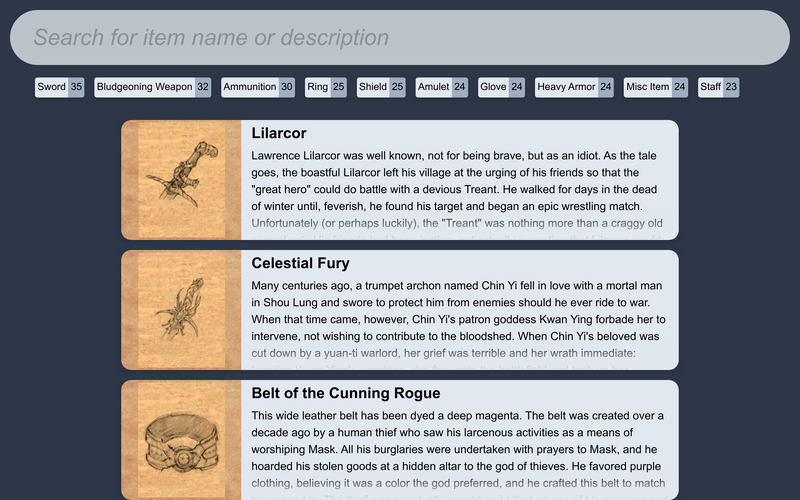 Search for item name or description
Sword 35 Bludgeoning Weapon 32 Ammunition 30 Ring 25 Shield 25 Amulet 24 Glove 24 Heavy Armor 24 Misc Item 24 Staff 23
Lilarcor
Lawrence Lilarcor was well known, not for being brave, but as an idiot. As the tale
goes, the boastful Lilarcor left his village at the urging of his friends so that the
"great hero" could do battle with a devious Treant. He walked for days in the dead
of winter until, feverish, he found his target and began an epic wrestling match.
Unfortunately (or perhaps luckily), the "Treant" was nothing more than a craggy old
Celestial Fury
Many centuries ago, a trumpet archon named Chin Yi fell in love with a mortal man
in Shou Lung and swore to protect him from enemies should he ever ride to war.
When that time came, however, Chin Yi's patron goddess Kwan Ying forbade her to
intervene, not wishing to contribute to the bloodshed. When Chin Yi's beloved was
cut down by a yuan-ti warlord, her grief was terrible and her wrath immediate:
Belt of the Cunning Rogue
This wide leather belt has been dyed a deep magenta. The belt was created over a
decade ago by a human thief who saw his larcenous activities as a means of
worshiping Mask. All his burglaries were undertaken with prayers to Mask, and he
hoarded his stolen goods at a hidden altar to the god of thieves. He favored purple
clothing, believing it was a color the god preferred, and he crafted this belt to match